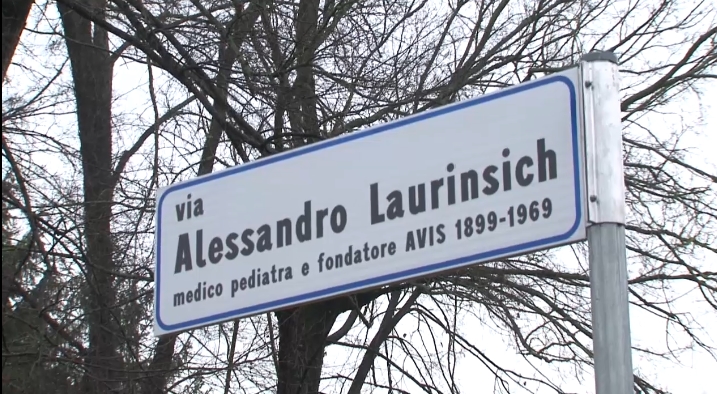 via
Alessandro Laurinsich
medico pediatra e fondatore AVIS 1899-1969